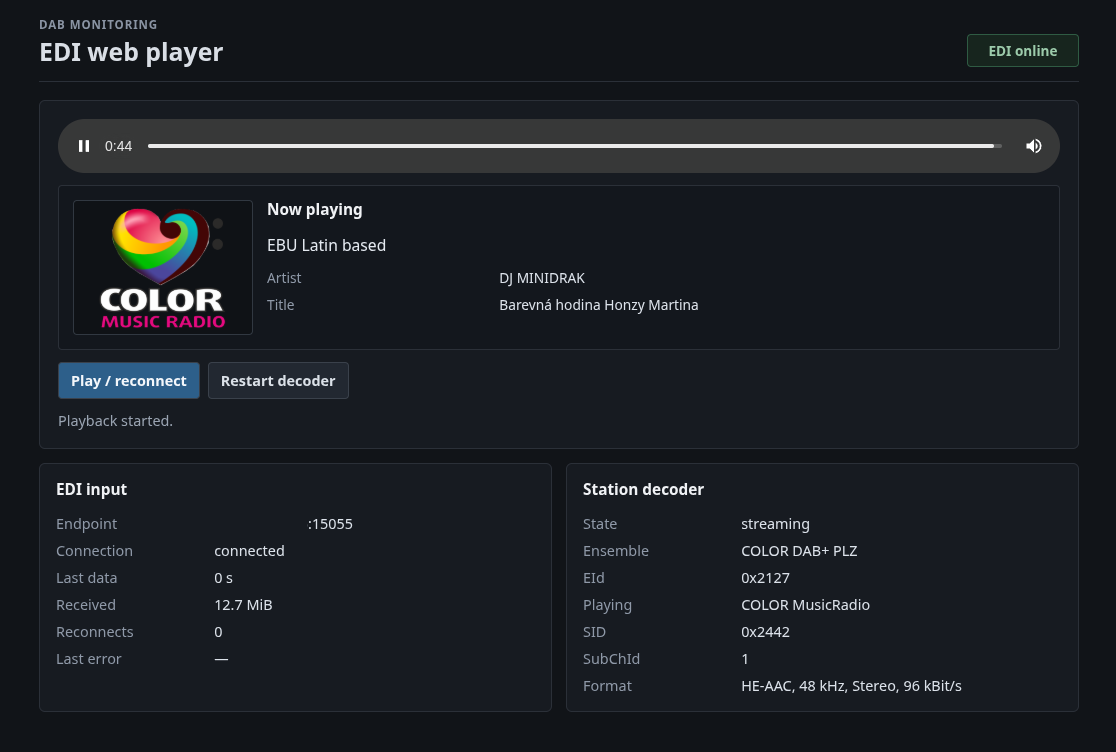 DAB MONITORING
EDI web player
EDI online
0:44
COLOR
MUSIC RADIO
Now playing
EBU Latin based
Artist DJ MINIDRAK
Title Barevná hodina Honzy Martina
Play / reconnect Restart decoder
Playback started.
EDI input
Endpoint :15055
Connection connected
Last data 0 s
Received 12.7 MiB
Reconnects 0
Last error —
Station decoder
State streaming
Ensemble COLOR DAB+ PLZ
EId 0x2127
Playing COLOR MusicRadio
SID 0x2442
SubChId 1
Format HE-AAC, 48 kHz, Stereo, 96 kBit/s